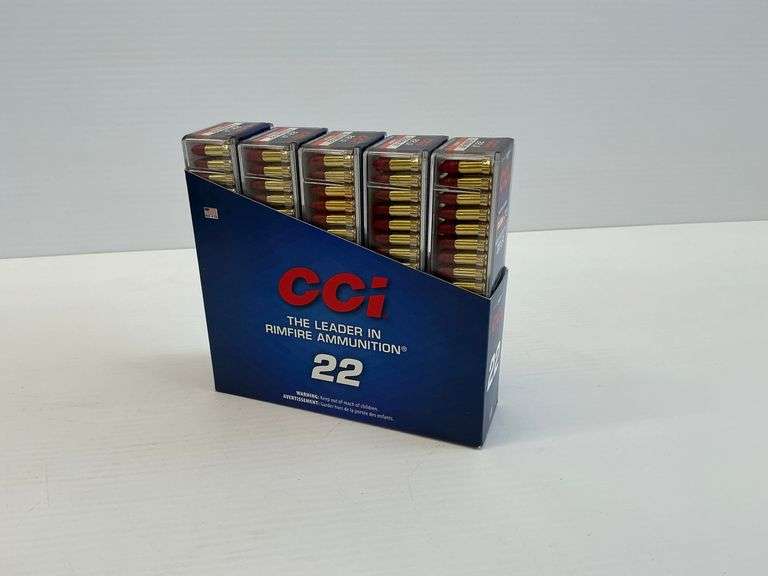 CCi
THE LEADER IN
RIMFIRE AMMUNITION®
22
WARNING: Keep out of reach of children.
AVERTISSEMENT: Garder hors de la portée des enfants.
22